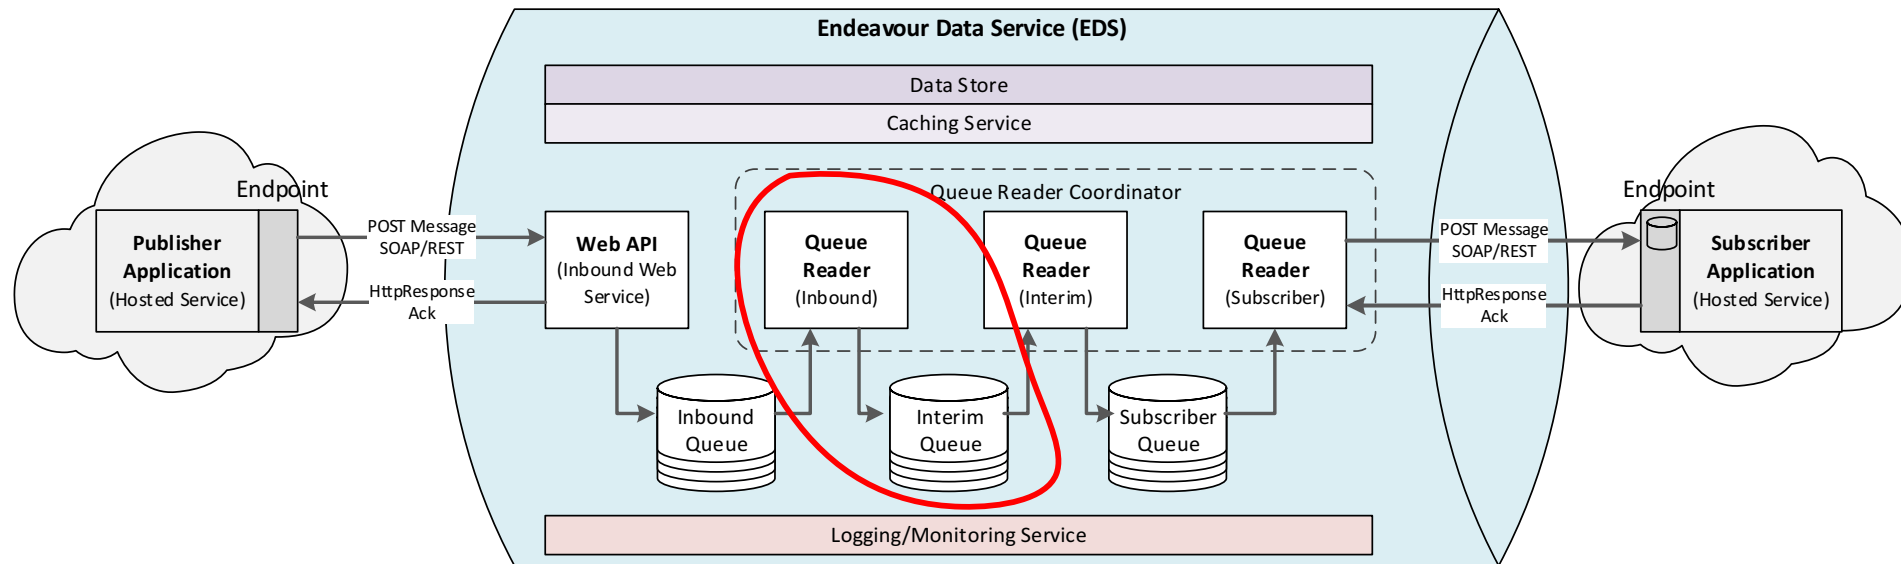 Endeavour Data Service (EDS)
Data Store
Caching Service
Queue Reader Coordinator
Endpoint
Publisher
Application
(Hosted Service)
POST Message
SOAP/REST
HttpResponse
Ack
Web API
(Inbound Web
Service)
Queue
Reader
(Inbound)
Queue
Reader
(Interim)
Queue
Reader
(Subscriber)
POST Message
SOAP/REST
HttpResponse
Ack
Endpoint
Subscriber
Application
(Hosted Service)
Inbound
Queue
Interim
Queue
Subscriber
Queue
Logging/Monitoring Service